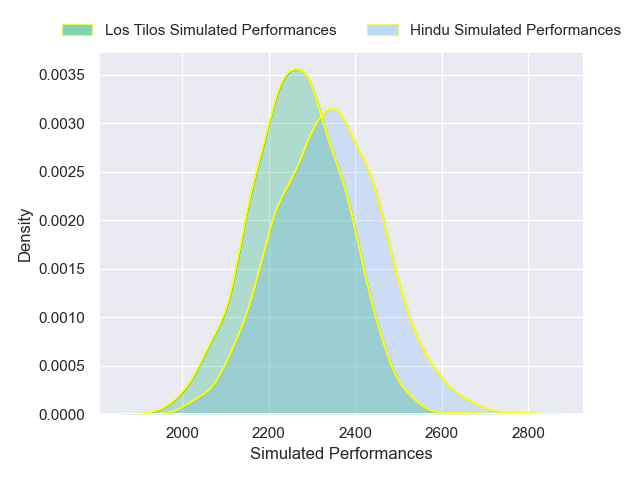 Los Tilos Simulated Performances
Hindu Simulated Performances
0.0035
0.0030
0.0025
0.0020
0.0015
0.0010
0.0005
0.0000
Density
2000 2200 2400 2600 2800
Simulated Performances